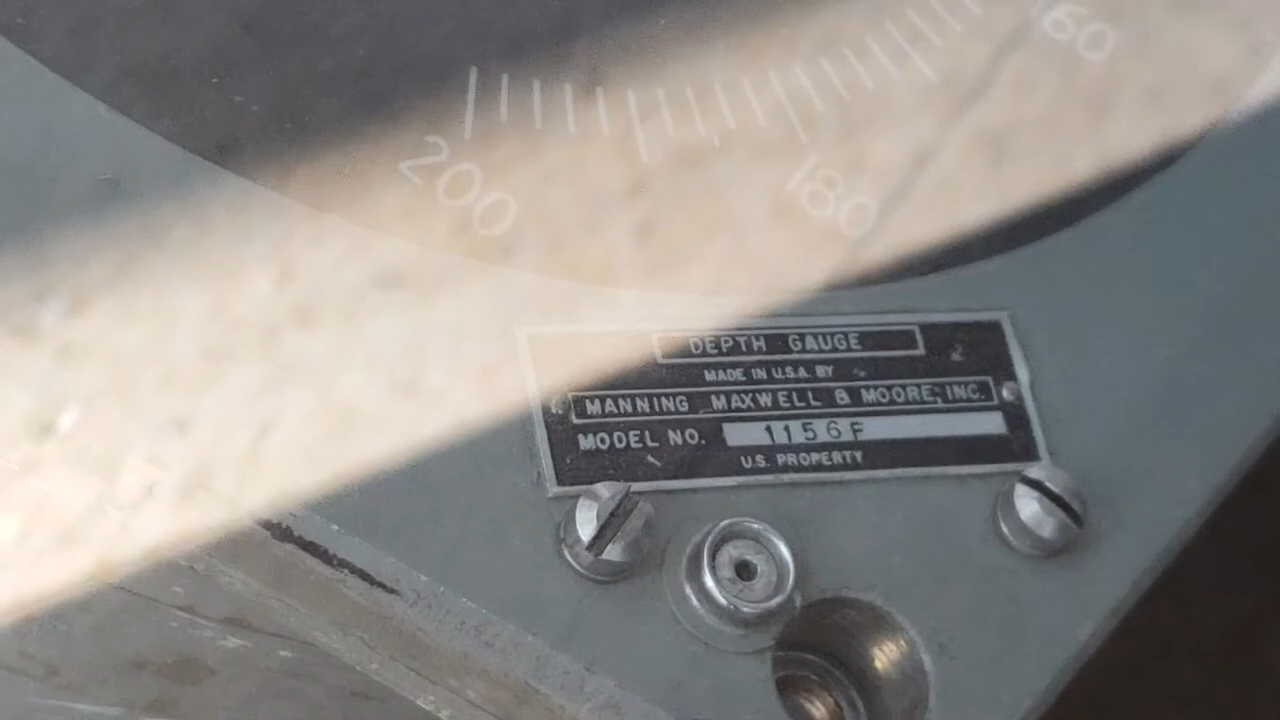 200 180 160
DEPTH GAUGE
MADE IN U.S.A. BY
MANNING MAXWELL & MOORE, INC.
MODEL NO. 1156F
U.S. PROPERTY